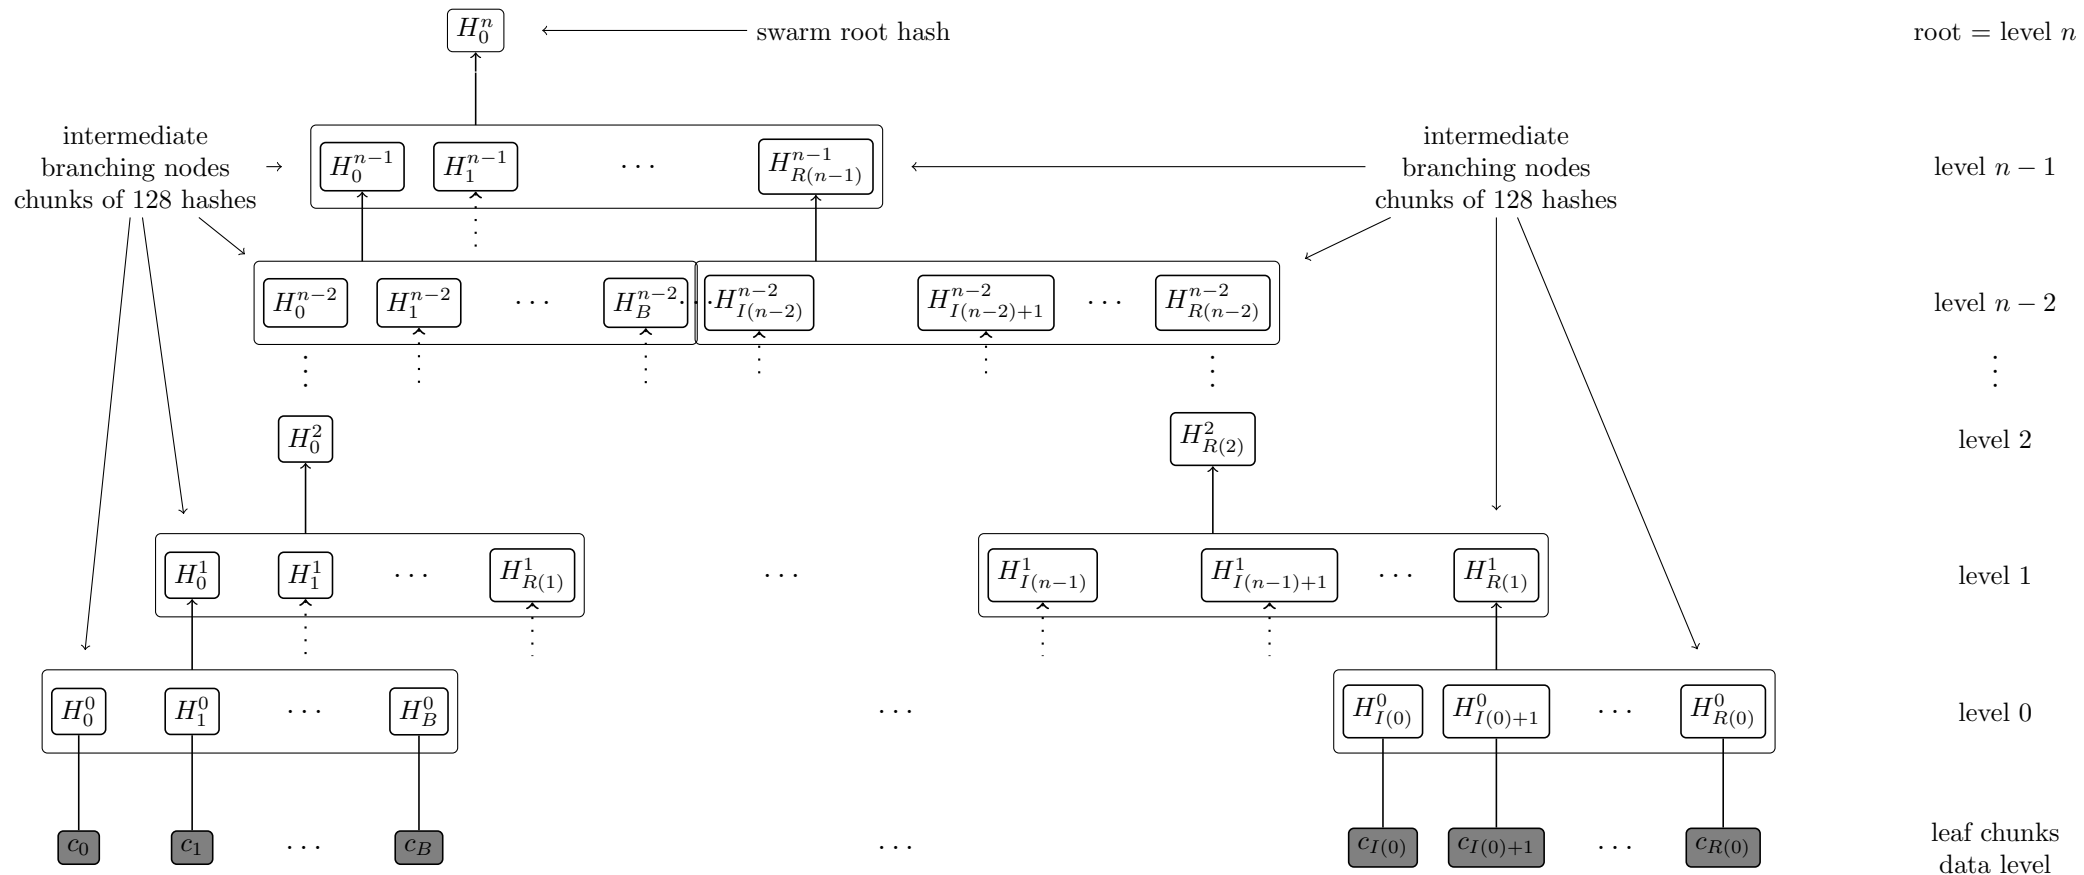 H_0^n swarm root hash root = level n
intermediate
branching nodes
chunks of 128 hashes
H_0^{n-1} H_1^{n-1} ··· H_{R(n-1)}^{n-1}
intermediate
branching nodes
chunks of 128 hashes
level n − 1
H_0^{n-2} H_1^{n-2} ··· H_B^{n-2} ··· H_{I(n-2)}^{n-2} H_{I(n-2)+1}^{n-2} ··· H_{R(n-2)}^{n-2} level n − 2
H_0^2 H_{R(2)}^2 level 2
H_0^1 H_1^1 ··· H_{R(1)}^1 ··· H_{I(n-1)}^1 H_{I(n-1)+1}^1 ··· H_{R(1)}^1 level 1
H_0^0 H_1^0 ··· H_B^0 ··· H_{I(0)}^0 H_{I(0)+1}^0 ··· H_{R(0)}^0 level 0
c_0 c_1 ··· c_B ··· c_{I(0)} c_{I(0)+1} ··· c_{R(0)}
leaf chunks
data level